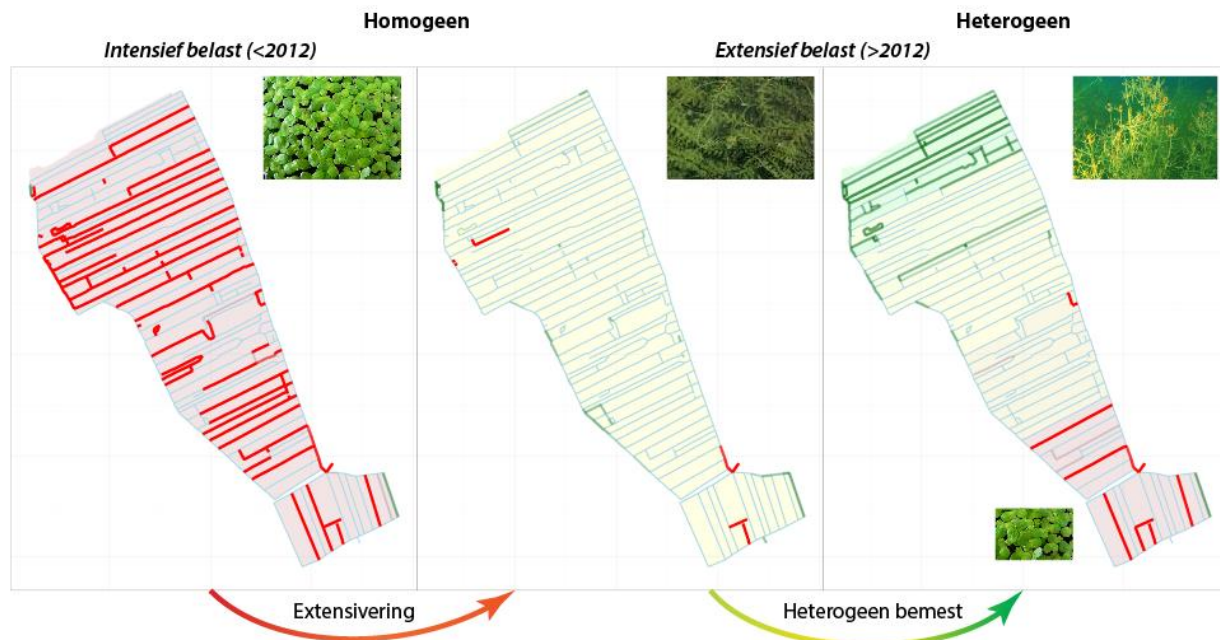 Homogeen
Heterogeen
Intensief belast (<2012)
Extensief belast (>2012)
Extensivering
Heterogeen bemest